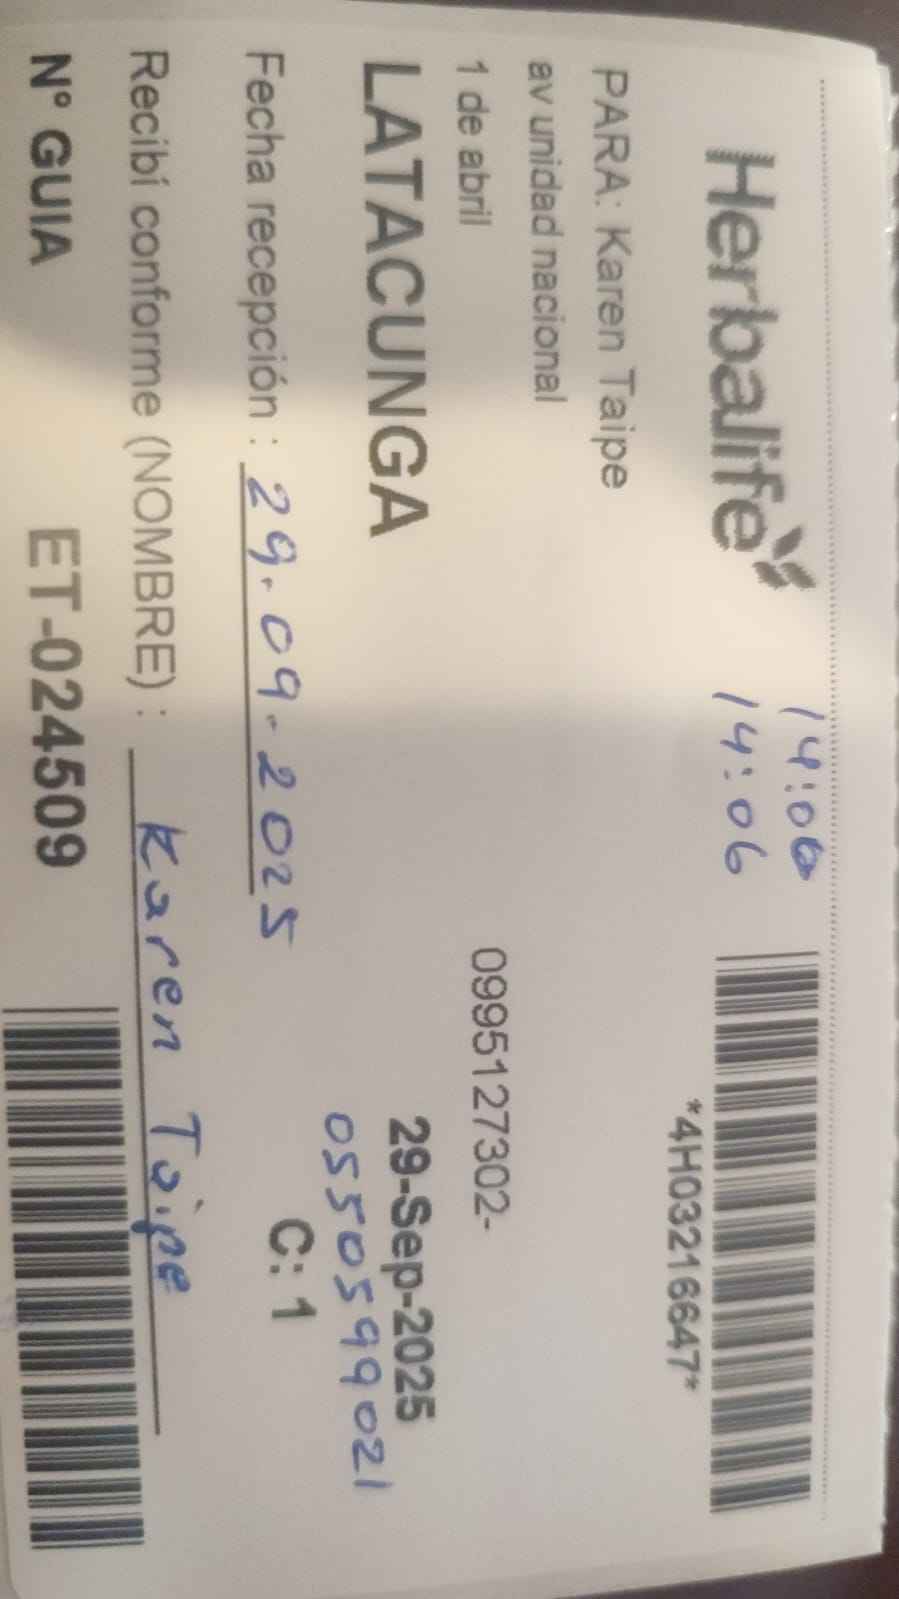 Herbalife
14:06
14:06
*4H03216647*
PARA: Karen Taipe
av unidad nacional
1 de abril
0995127302-
LATACUNGA
29-Sep-2025
0550599021
Fecha recepción : 29-09-2025
C: 1
Recibí conforme (NOMBRE) : Karen Taipe
N° GUIA ET-024509